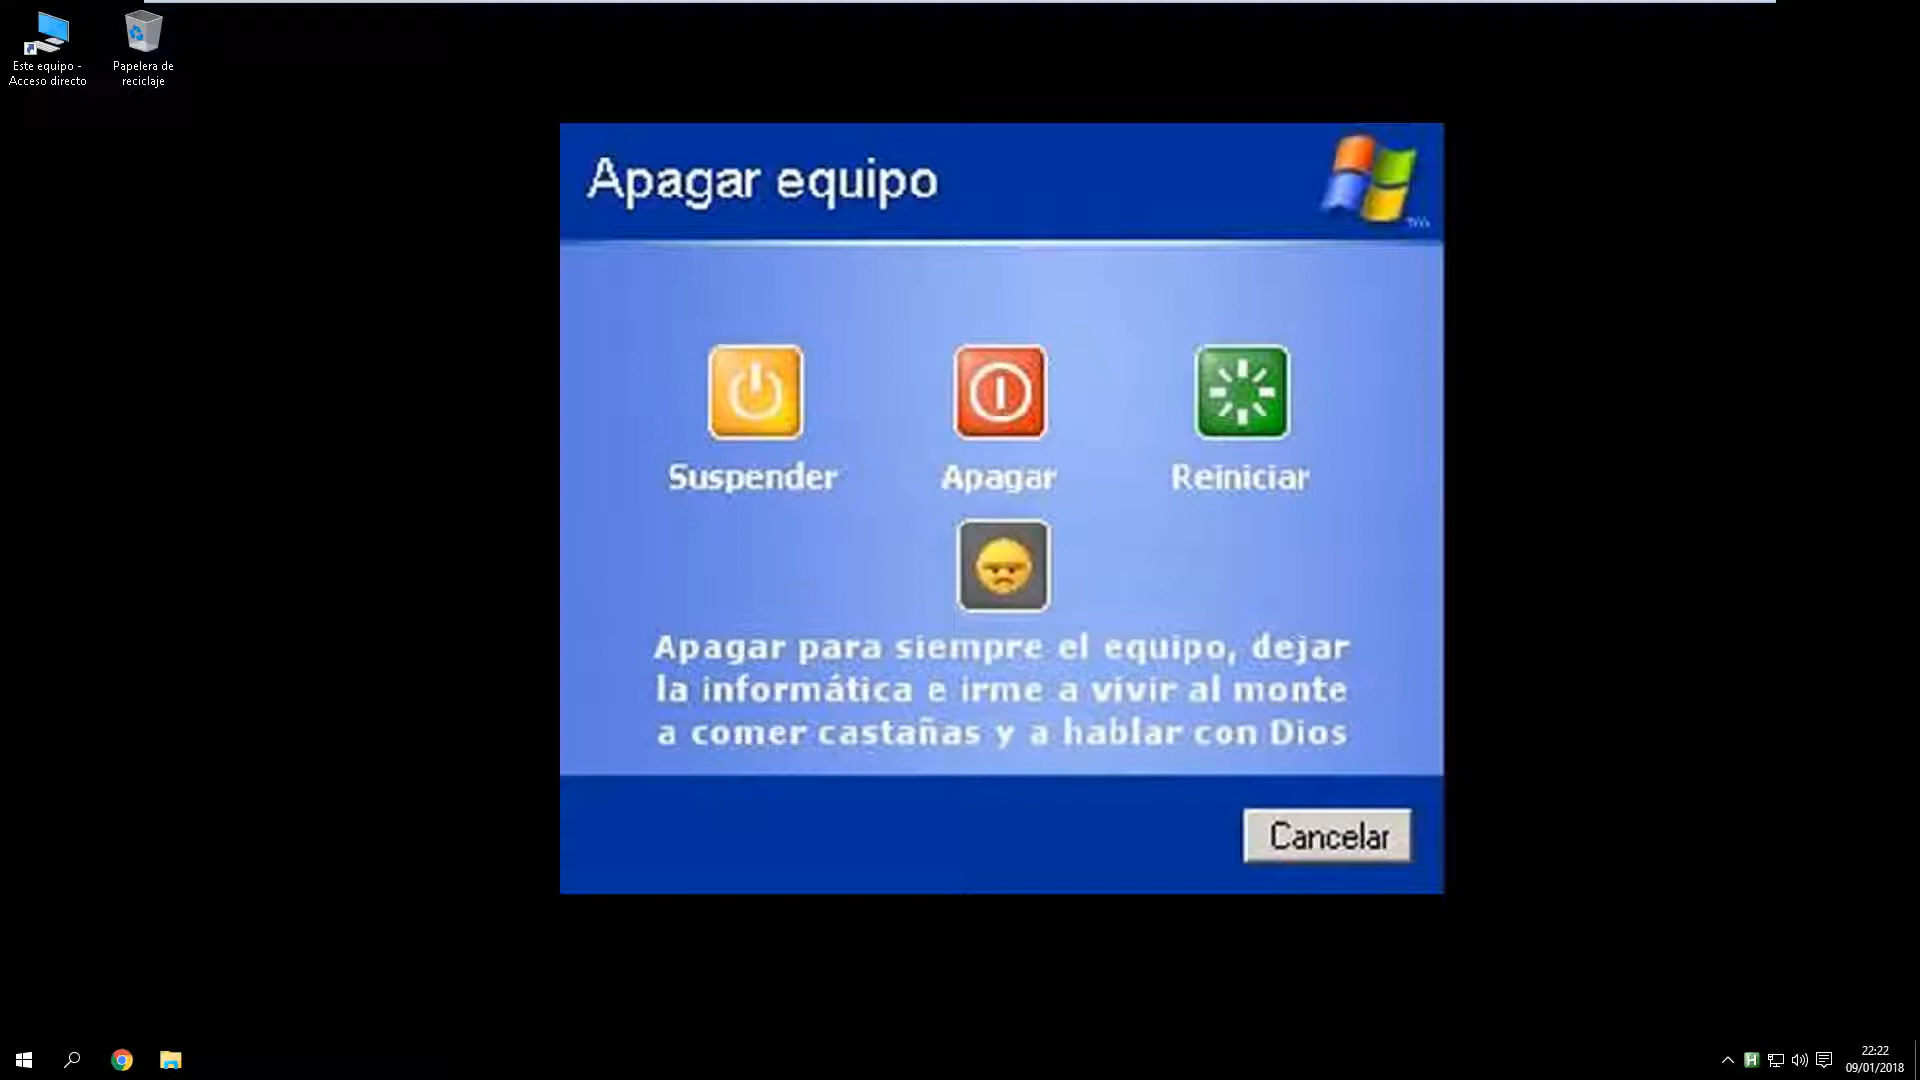 Este equipo -
Acceso directo
Papelera de
reciclaje
Apagar equipo
Suspender
Apagar
Reiniciar
Apagar para siempre el equipo, dejar
la informática e irme a vivir al monte
a comer castañas y a hablar con Dios
Cancelar
22:22
09/01/2018